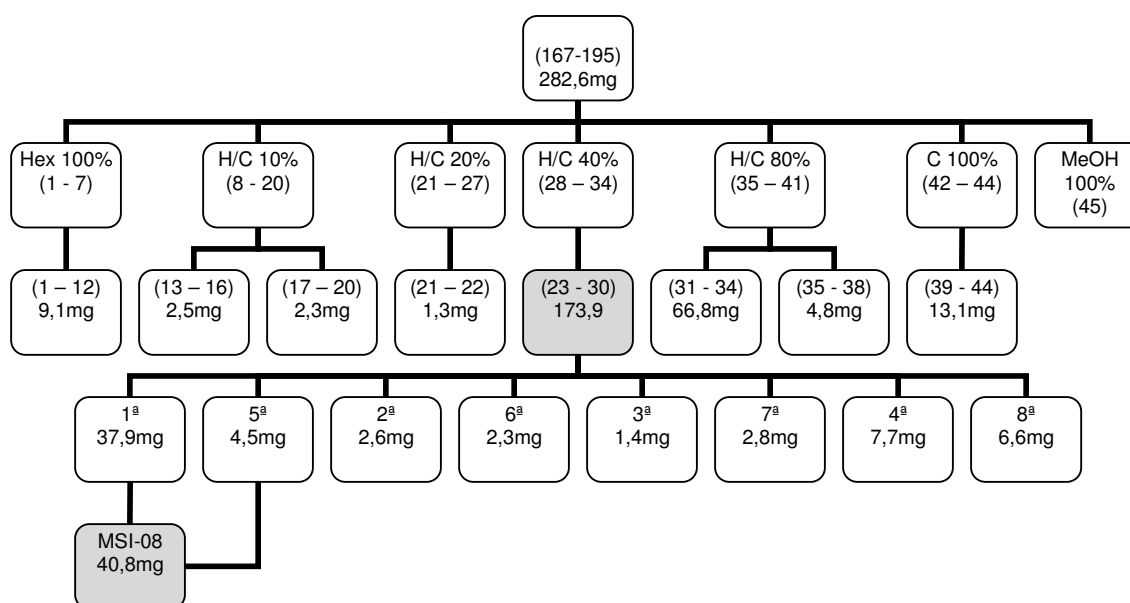 (167-195)
282,6mg
Hex 100%
(1 - 7)
H/C 10%
(8 - 20)
H/C 20%
(21 – 27)
H/C 40%
(28 – 34)
H/C 80%
(35 – 41)
C 100%
(42 – 44)
MeOH
100%
(45)
(1 – 12)
9,1mg
(13 – 16)
2,5mg
(17 – 20)
2,3mg
(21 – 22)
1,3mg
(23 - 30)
173,9
(31 - 34)
66,8mg
(35 - 38)
4,8mg
(39 - 44)
13,1mg
1ª
37,9mg
5ª
4,5mg
2ª
2,6mg
6ª
2,3mg
3ª
1,4mg
7ª
2,8mg
4ª
7,7mg
8ª
6,6mg
MSI-08
40,8mg